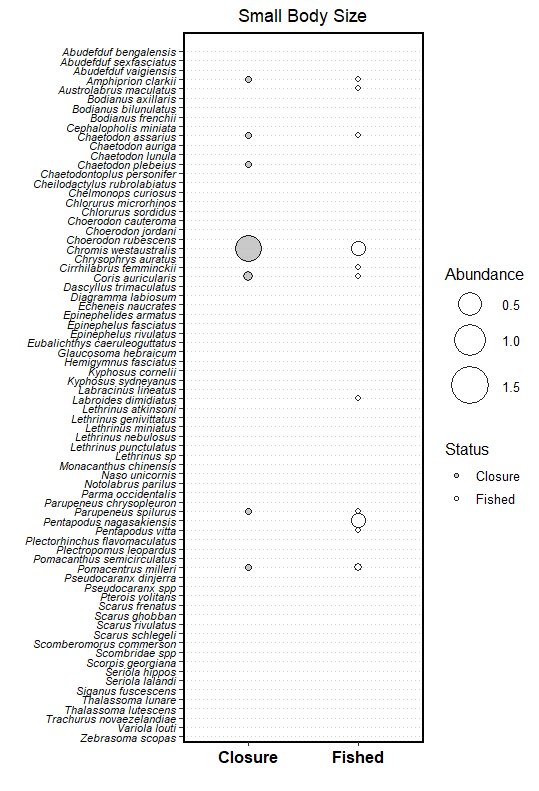 Small Body Size
Abudefduf bengalensis
Abudefduf sexfasciatus
Abudefduf vaigiensis
Amphiprion clarkii
Austrolabrus maculatus
Bodianus axillaris
Bodianus bilunulatus
Bodianus frenchii
Cephalopholis miniata
Chaetodon assarius
Chaetodon auriga
Chaetodon lunula
Chaetodon plebeius
Chaetodontoplus personifer
Cheilodactylus rubrolabiatus
Chelmonops curiosus
Chlorurus microrhinos
Chlorurus sordidus
Choerodon cauteroma
Choerodon jordani
Choerodon rubescens
Chromis westaustralis
Chrysophrys auratus
Cirrhilabrus temminckii
Coris auricularis
Dascyllus trimaculatus
Diagramma labiosum
Echeneis naucrates
Epinephelides armatus
Epinephelus fasciatus
Epinephelus rivulatus
Eubalichthys caeruleoguttatus
Glaucosoma hebraicum
Hemigymnus fasciatus
Kyphosus cornelii
Kyphosus sydneyanus
Labracinus lineatus
Labroides dimidiatus
Lethrinus atkinsoni
Lethrinus genivittatus
Lethrinus miniatus
Lethrinus nebulosus
Lethrinus punctulatus
Lethrinus sp
Monacanthus chinensis
Naso unicornis
Notolabrus parilus
Parma occidentalis
Parupeneus chrysopleuron
Parupeneus spilurus
Pentapodus nagasakiensis
Pentapodus vitta
Plectorhinchus flavomaculatus
Plectropomus leopardus
Pomacanthus semicirculatus
Pomacentrus milleri
Pseudocaranx dinjerra
Pseudocaranx spp
Pterois volitans
Scarus frenatus
Scarus ghobban
Scarus rivulatus
Scarus schlegeli
Scomberomorus commerson
Scombridae spp
Scorpis georgiana
Seriola hippos
Seriola lalandi
Siganus fuscescens
Thalassoma lunare
Thalassoma lutescens
Trachurus novaezelandiae
Variola louti
Zebrasoma scopas
Closure
Fished
Abundance
0.5
1.0
1.5
Status
Closure
Fished